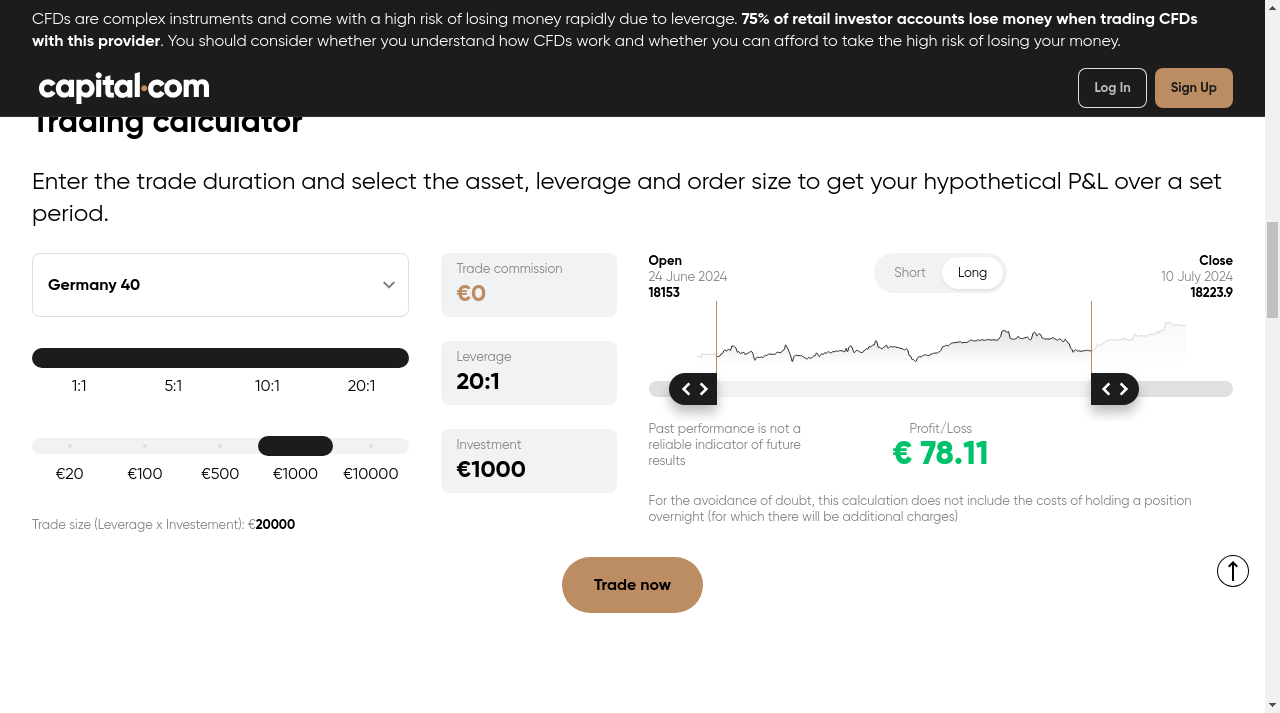 CFDs are complex instruments and come with a high risk of losing money rapidly due to leverage. 75% of retail investor accounts lose money when trading CFDs
with this provider. You should consider whether you understand how CFDs work and whether you can afford to take the high risk of losing your money.
capital.com
Log In
Sign Up
Trading calculator
Enter the trade duration and select the asset, leverage and order size to get your hypothetical P&L over a set
period.
Germany 40
1:1 5:1 10:1 20:1
€20 €100 €500 €1000 €10000
Trade size (Leverage x Investement): €20000
Trade commission
€0
Leverage
20:1
Investment
€1000
Open
24 June 2024
18153
Short Long
Close
10 July 2024
18223.9
Past performance is not a
reliable indicator of future
results
Profit/Loss
€ 78.11
For the avoidance of doubt, this calculation does not include the costs of holding a position
overnight (for which there will be additional charges)
Trade now